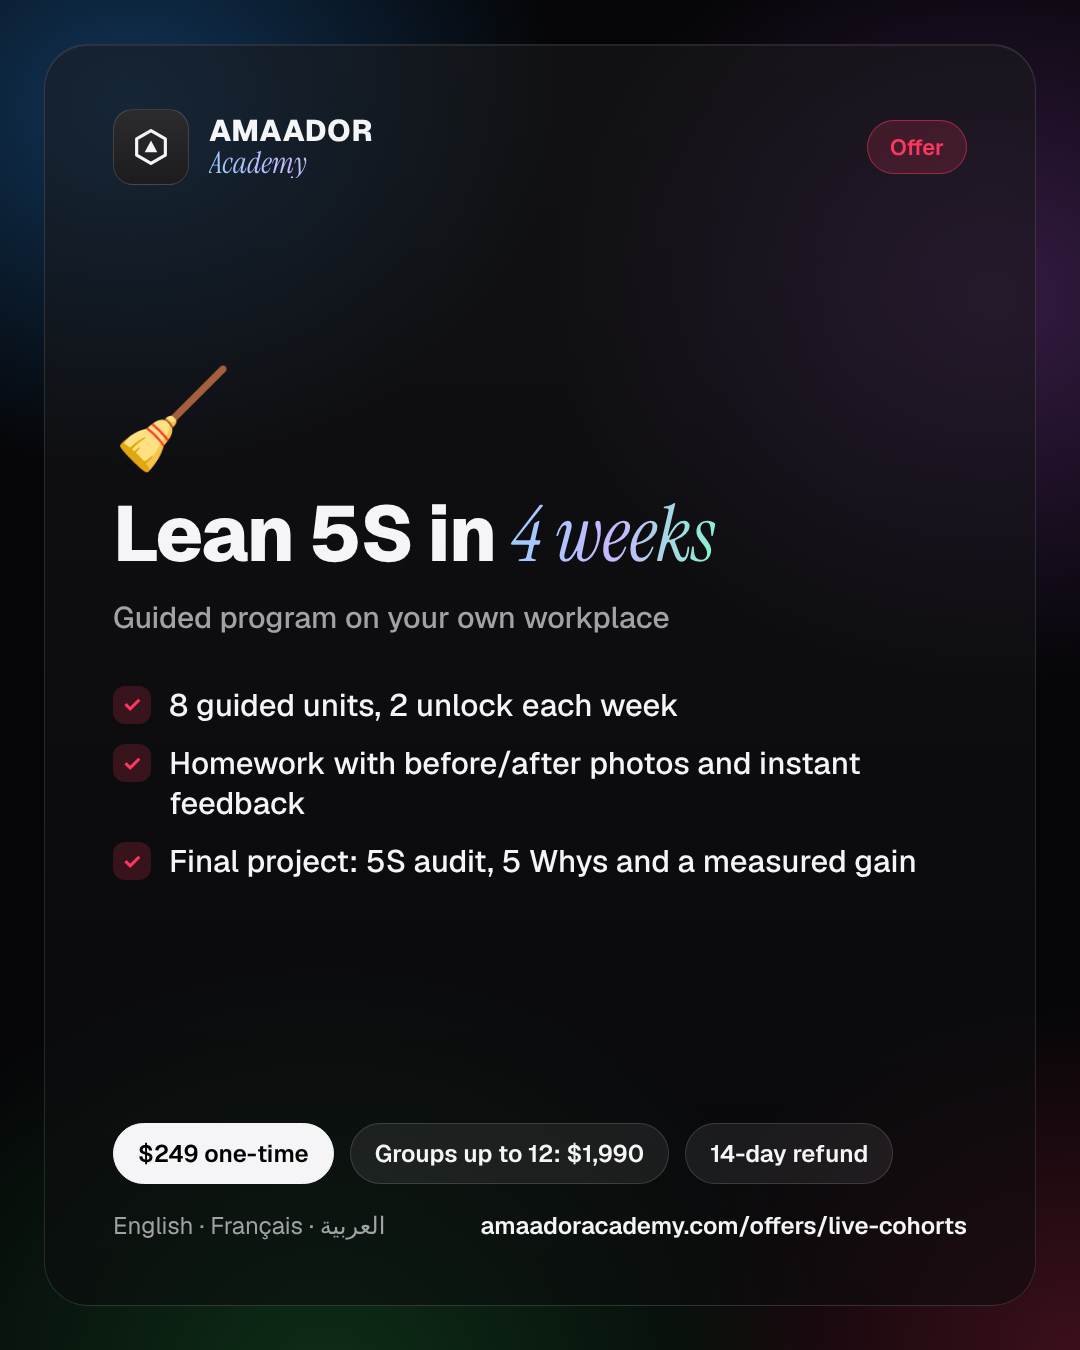 AMAADOR
Academy
Offer
Lean 5S in 4 weeks
Guided program on your own workplace
8 guided units, 2 unlock each week
Homework with before/after photos and instant
feedback
Final project: 5S audit, 5 Whys and a measured gain
$249 one-time
Groups up to 12: $1,990
14-day refund
English · Français · العربية
amaadoracademy.com/offers/live-cohorts